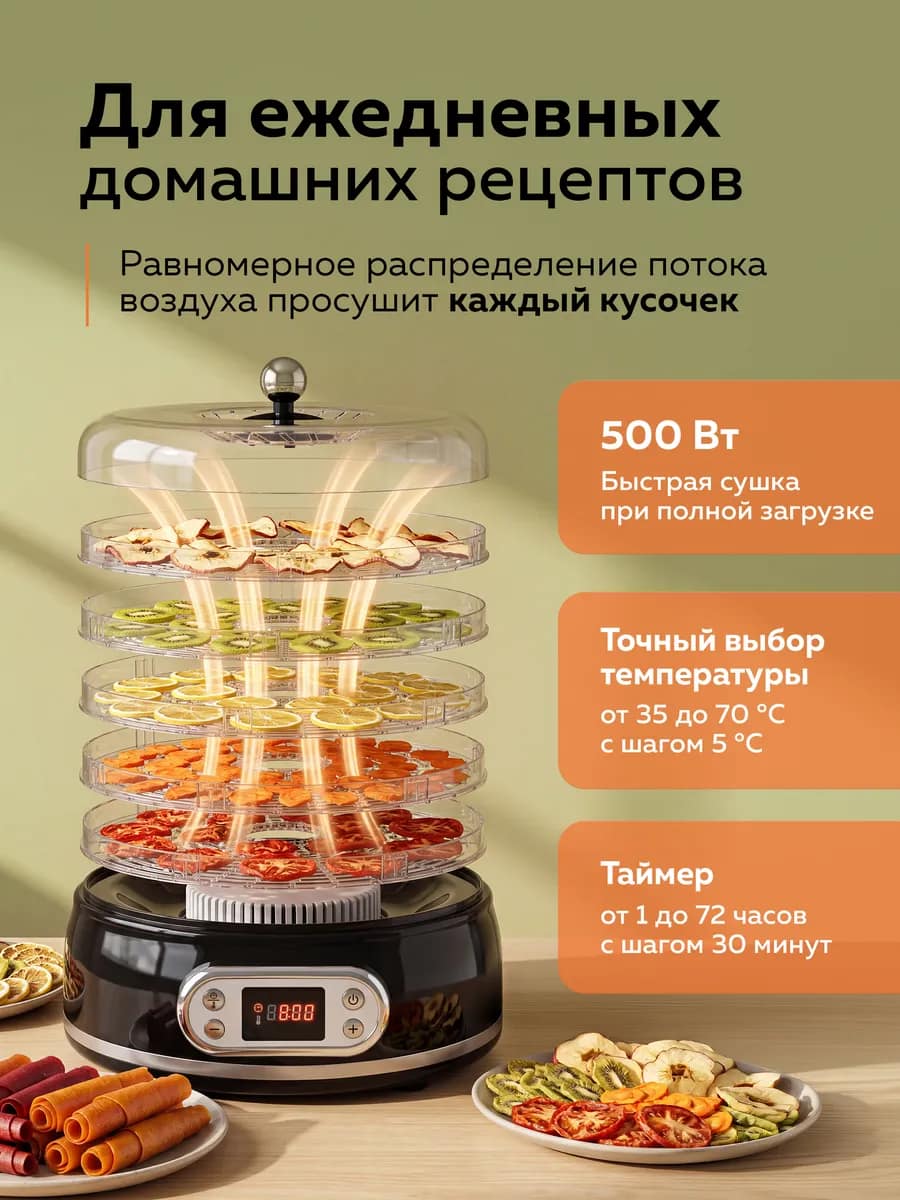 Для ежедневных
домашних рецептов
Равномерное распределение потока
воздуха просушит каждый кусочек
500 Вт
Быстрая сушка
при полной загрузке
Точный выбор
температуры
от 35 до 70 °C
с шагом 5 °C
Таймер
от 1 до 72 часов
с шагом 30 минут
8:00